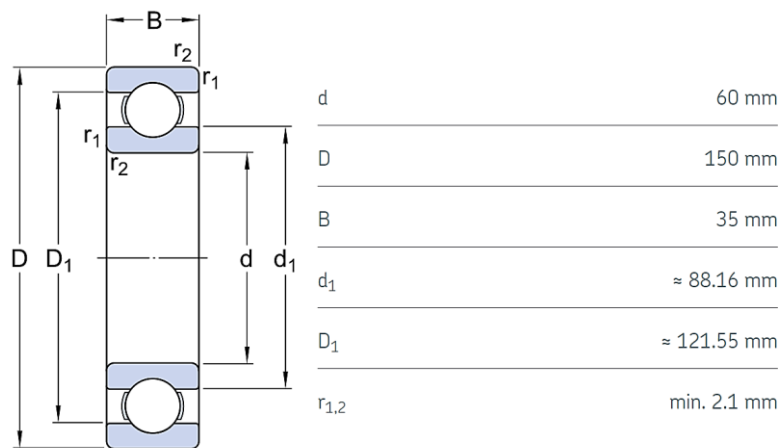 B
r₂
r₁
r₁
r₂
D
D₁
d
d₁
d 60 mm
D 150 mm
B 35 mm
d₁ ≈ 88.16 mm
D₁ ≈ 121.55 mm
r₁,₂ min. 2.1 mm